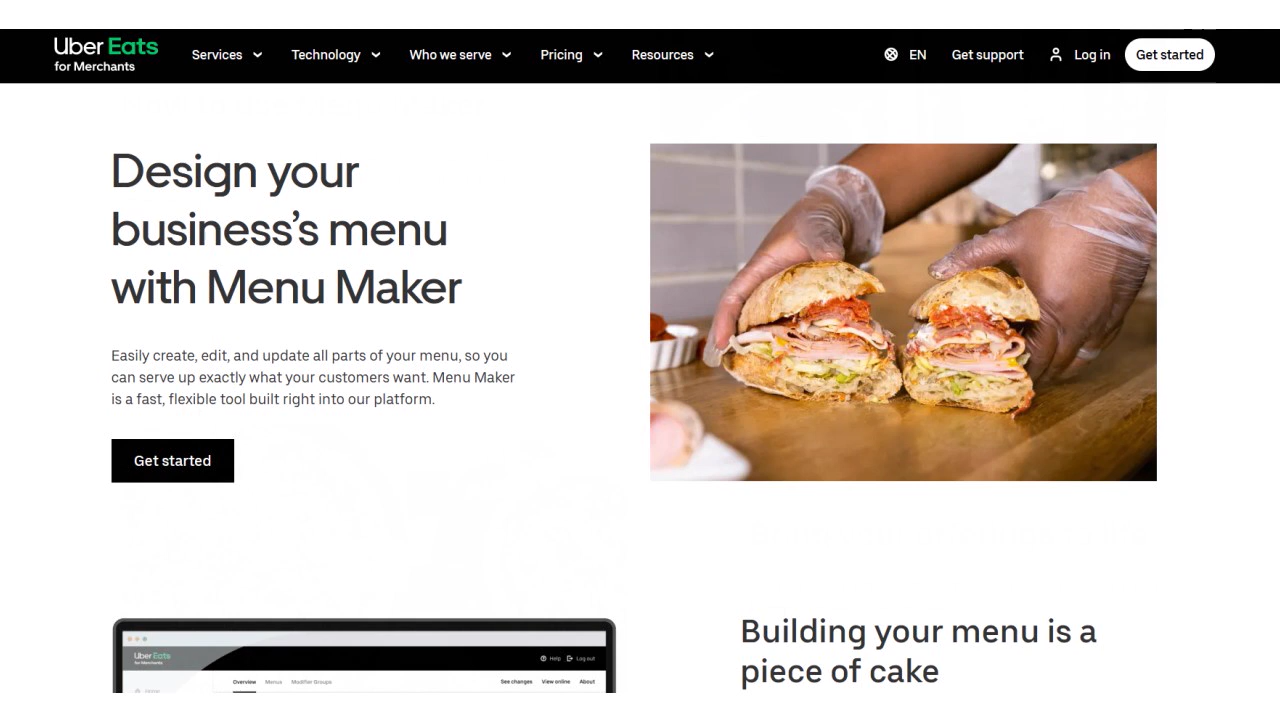 Uber Eats
for Merchants
Services
Technology
Who we serve
Pricing
Resources
EN
Get support
Log in
Get started
Design your
business’s menu
with Menu Maker
Easily create, edit, and update all parts of your menu, so you
can serve up exactly what your customers want. Menu Maker
is a fast, flexible tool built right into our platform.
Get started
Uber Eats
for Merchants
Help
Log out
Overview
Menus
Modifier Groups
See changes
View online
About
Home
Building your menu is a
piece of cake